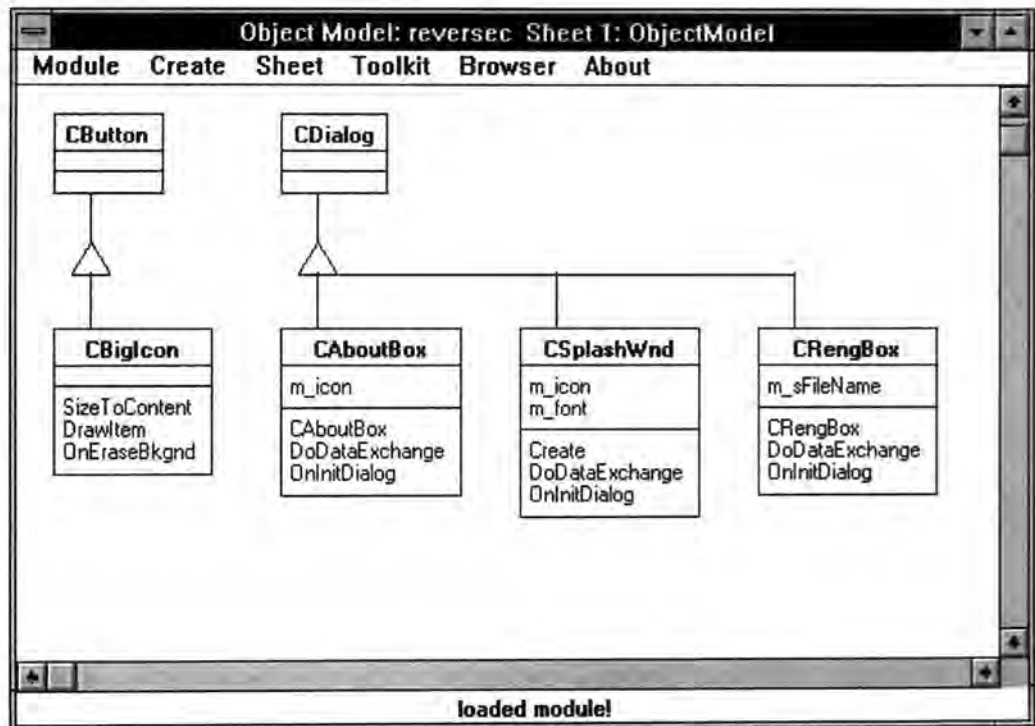 Object Model: reversec Sheet 1: ObjectModel
Module Create Sheet Toolkit Browser About
CButton
CDialog
CBigIcon
SizeToContent
DrawItem
OnEraseBkgnd
CAboutBox
m_icon
CAboutBox
DoDataExchange
OnInitDialog
CSplashWnd
m_icon
m_font
Create
DoDataExchange
OnInitDialog
CRengBox
m_sFileName
CRengBox
DoDataExchange
OnInitDialog
loaded module!